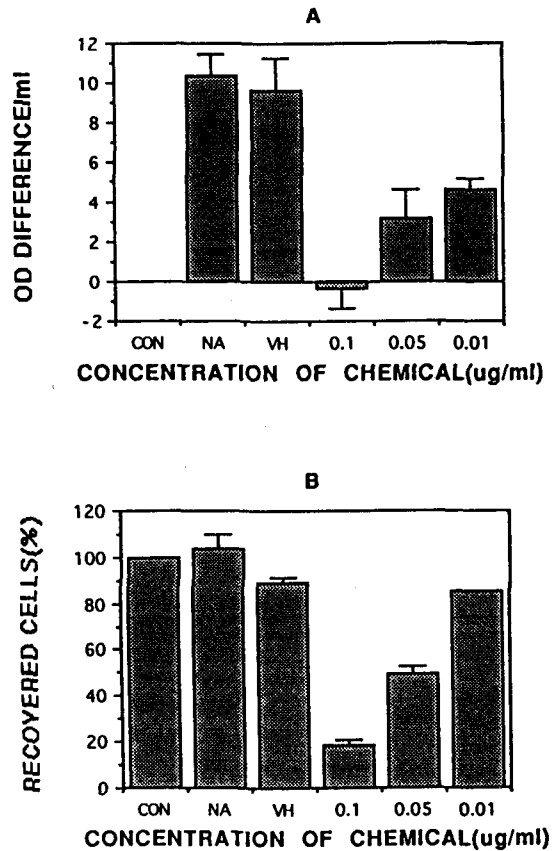 A
OD DIFFERENCE/ml
12
10
8
6
4
2
0
-2
CON NA VH 0.1 0.05 0.01
CONCENTRATION OF CHEMICAL(ug/ml)
B
RECOVERED CELLS(%)
120
100
80
60
40
20
0
CON NA VH 0.1 0.05 0.01
CONCENTRATION OF CHEMICAL(ug/ml)